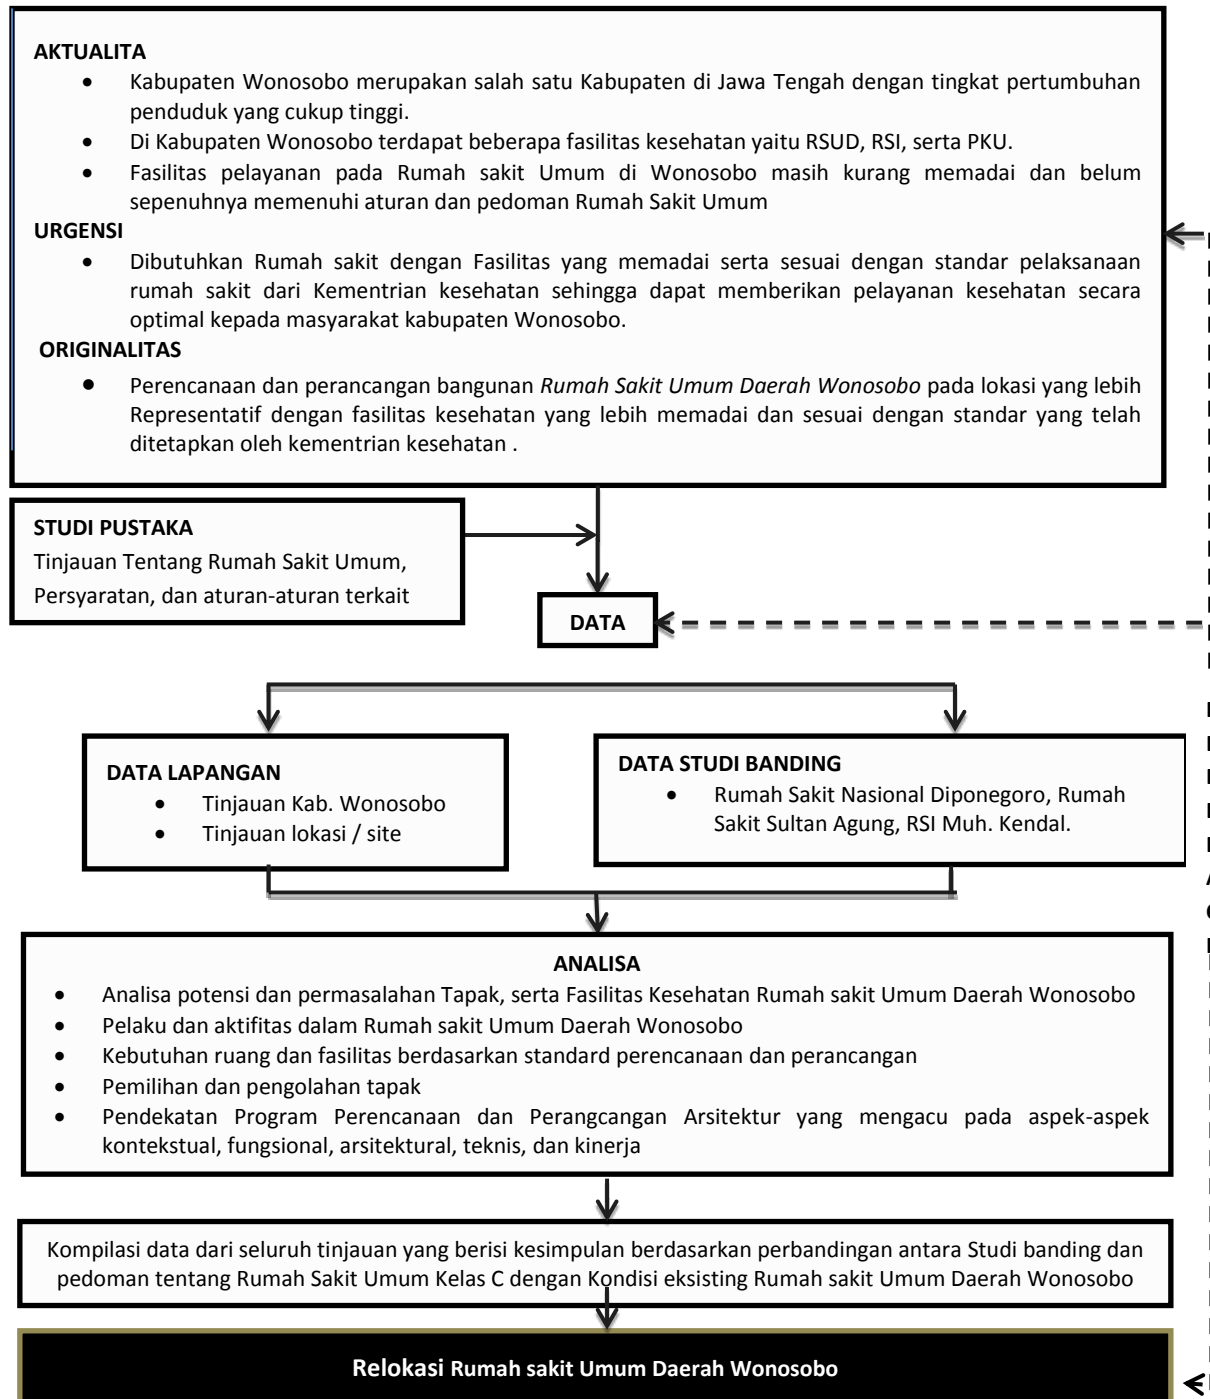 AKTUALITA
• Kabupaten Wonosobo merupakan salah satu Kabupaten di Jawa Tengah dengan tingkat pertumbuhan
penduduk yang cukup tinggi.
• Di Kabupaten Wonosobo terdapat beberapa fasilitas kesehatan yaitu RSUD, RSI, serta PKU.
• Fasilitas pelayanan pada Rumah sakit Umum di Wonosobo masih kurang memadai dan belum
sepenuhnya memenuhi aturan dan pedoman Rumah Sakit Umum
URGENSI
• Dibutuhkan Rumah sakit dengan Fasilitas yang memadai serta sesuai dengan standar pelaksanaan
rumah sakit dari Kementrian kesehatan sehingga dapat memberikan pelayanan kesehatan secara
optimal kepada masyarakat kabupaten Wonosobo.
ORIGINALITAS
• Perencanaan dan perancangan bangunan Rumah Sakit Umum Daerah Wonosobo pada lokasi yang lebih
Representatif dengan fasilitas kesehatan yang lebih memadai dan sesuai dengan standar yang telah
ditetapkan oleh kementrian kesehatan .
STUDI PUSTAKA
Tinjauan Tentang Rumah Sakit Umum,
Persyaratan, dan aturan-aturan terkait
DATA
DATA LAPANGAN
• Tinjauan Kab. Wonosobo
• Tinjauan lokasi / site
DATA STUDI BANDING
• Rumah Sakit Nasional Diponegoro, Rumah
Sakit Sultan Agung, RSI Muh. Kendal.
ANALISA
• Analisa potensi dan permasalahan Tapak, serta Fasilitas Kesehatan Rumah sakit Umum Daerah Wonosobo
• Pelaku dan aktifitas dalam Rumah sakit Umum Daerah Wonosobo
• Kebutuhan ruang dan fasilitas berdasarkan standard perencanaan dan perancangan
• Pemilihan dan pengolahan tapak
• Pendekatan Program Perencanaan dan Perangcangan Arsitektur yang mengacu pada aspek-aspek
kontekstual, fungsional, arsitektural, teknis, dan kinerja
Kompilasi data dari seluruh tinjauan yang berisi kesimpulan berdasarkan perbandingan antara Studi banding dan
pedoman tentang Rumah Sakit Umum Kelas C dengan Kondisi eksisting Rumah sakit Umum Daerah Wonosobo
Relokasi Rumah sakit Umum Daerah Wonosobo